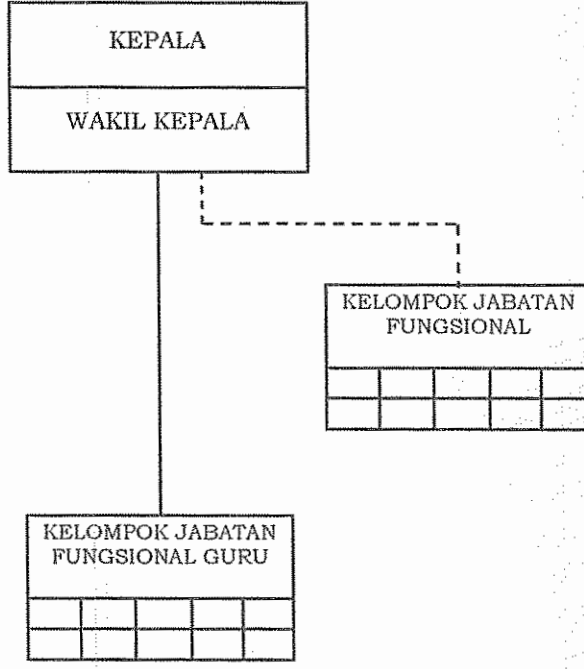 KEPALA
WAKIL KEPALA
KELOMPOK JABATAN
FUNGSIONAL
KELOMPOK JABATAN
FUNGSIONAL GURU